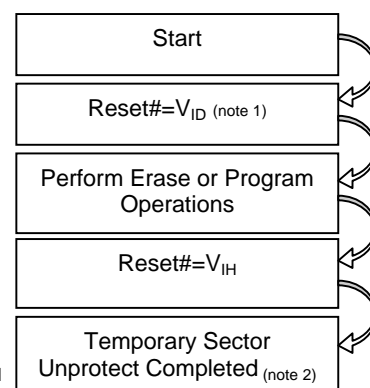 Start
Reset#=VID (note 1)
Perform Erase or Program
Operations
Reset#=VIH
Temporary Sector
Unprotect Completed (note 2)